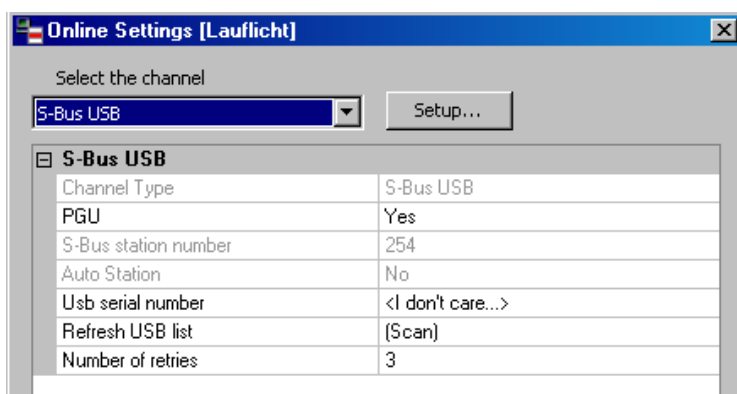 Online Settings [Lauflicht]
Select the channel
S-Bus USB
Setup...
S-Bus USB
Channel Type S-Bus USB
PGU Yes
S-Bus station number 254
Auto Station No
Usb serial number <I don't care...>
Refresh USB list (Scan)
Number of retries 3